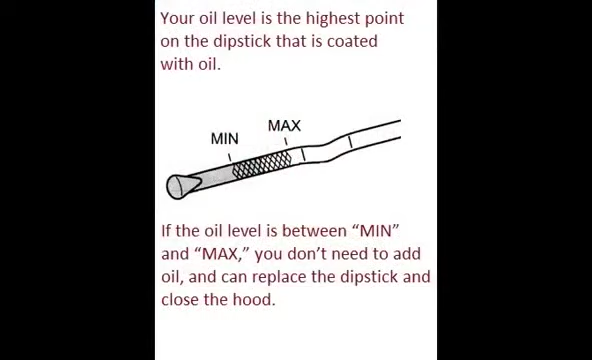 Your oil level is the highest point
on the dipstick that is coated
with oil.
MAX
MIN
If the oil level is between “MIN”
and “MAX,” you don’t need to add
oil, and can replace the dipstick and
close the hood.